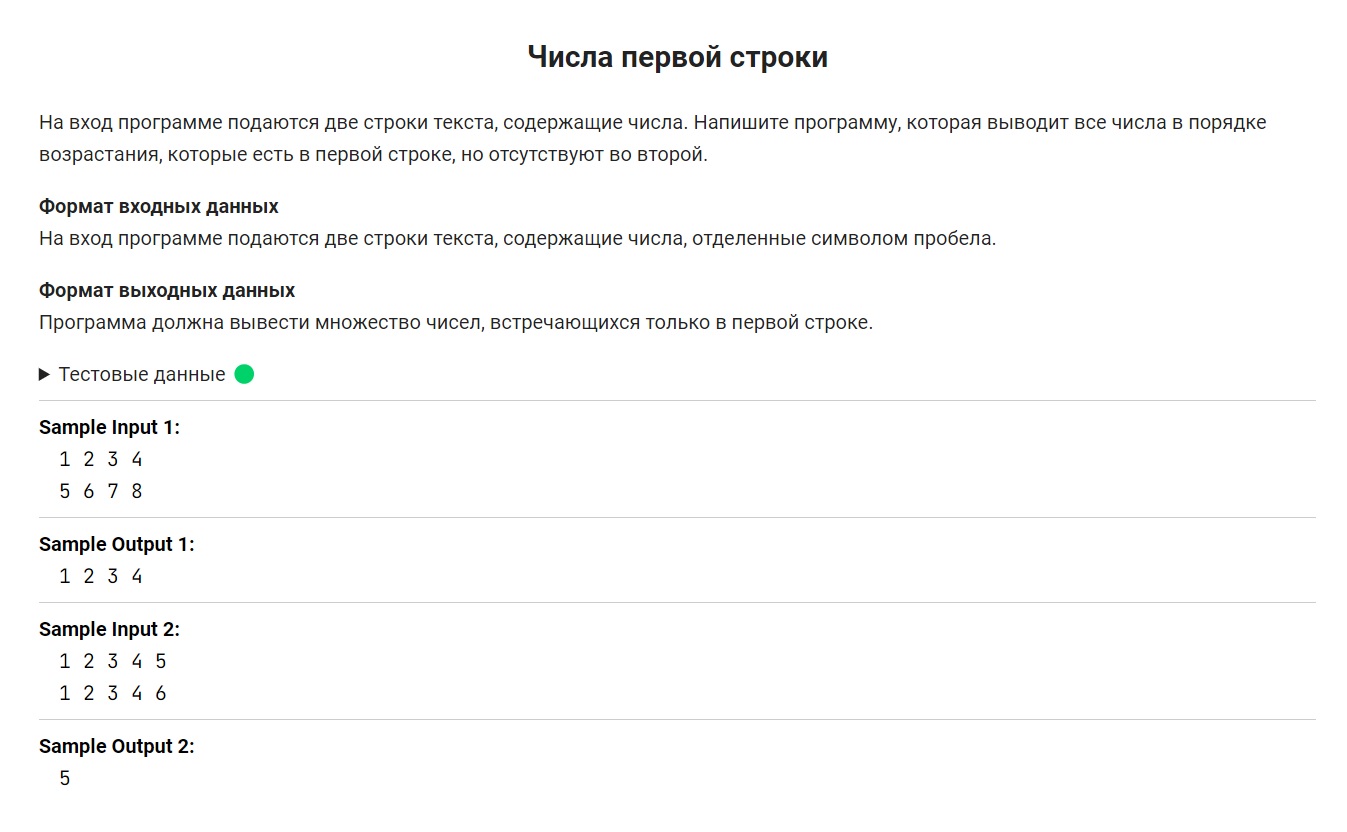 Числа первой строки
На вход программе подаются две строки текста, содержащие числа. Напишите программу, которая выводит все числа в порядке
возрастания, которые есть в первой строке, но отсутствуют во второй.
Формат входных данных
На вход программе подаются две строки текста, содержащие числа, отделенные символом пробела.
Формат выходных данных
Программа должна вывести множество чисел, встречающихся только в первой строке.
Тестовые данные
Sample Input 1:
1 2 3 4
5 6 7 8
Sample Output 1:
1 2 3 4
Sample Input 2:
1 2 3 4 5
1 2 3 4 6
Sample Output 2:
5